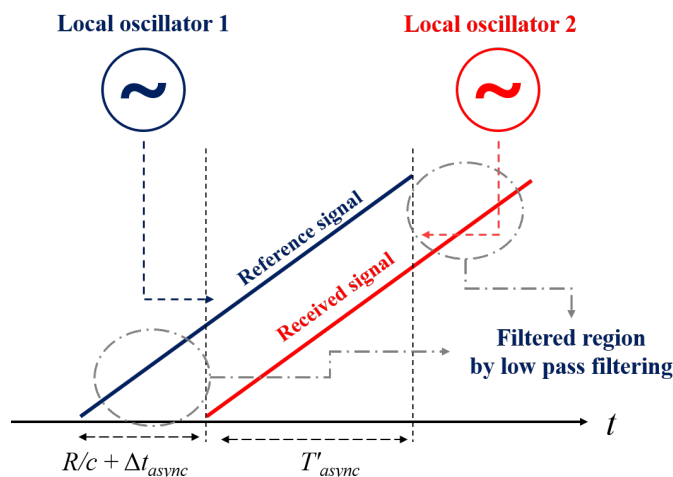 Local oscillator 1
Local oscillator 2
~
~
Reference signal
Received signal
Filtered region
by low pass filtering
t
R/c + Δt_async
T'_async